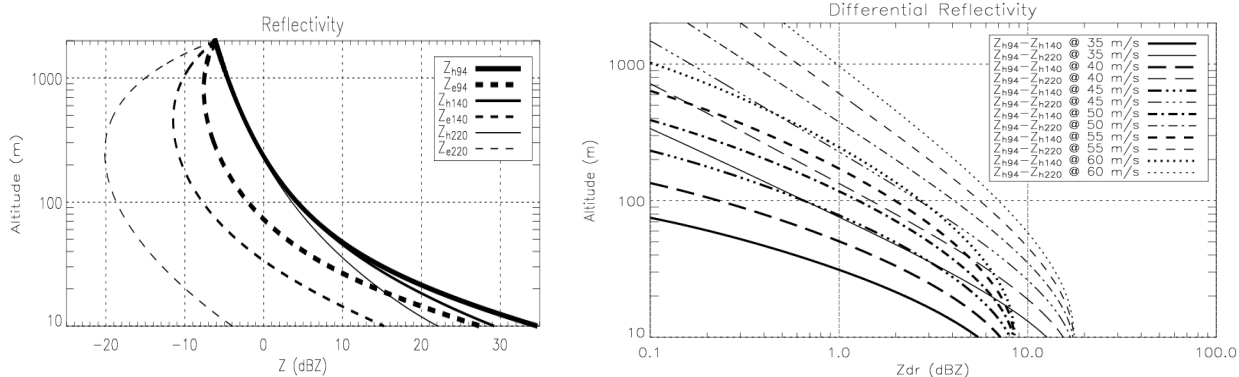 Reflectivity
Altitude (m)
1000
100
10
-20
-10
0
10
20
30
Z (dBZ)
Zh94
Ze94
Zh140
Ze140
Zh220
Ze220
Differential Reflectivity
Altitude (m)
1000
100
10
0.1
1.0
10.0
100.0
Zdr (dBZ)
Zh94-Zh140 @ 35 m/s
Zh94-Zh220 @ 35 m/s
Zh94-Zh140 @ 40 m/s
Zh94-Zh220 @ 40 m/s
Zh94-Zh140 @ 45 m/s
Zh94-Zh220 @ 45 m/s
Zh94-Zh140 @ 50 m/s
Zh94-Zh220 @ 50 m/s
Zh94-Zh140 @ 55 m/s
Zh94-Zh220 @ 55 m/s
Zh94-Zh140 @ 60 m/s
Zh94-Zh220 @ 60 m/s